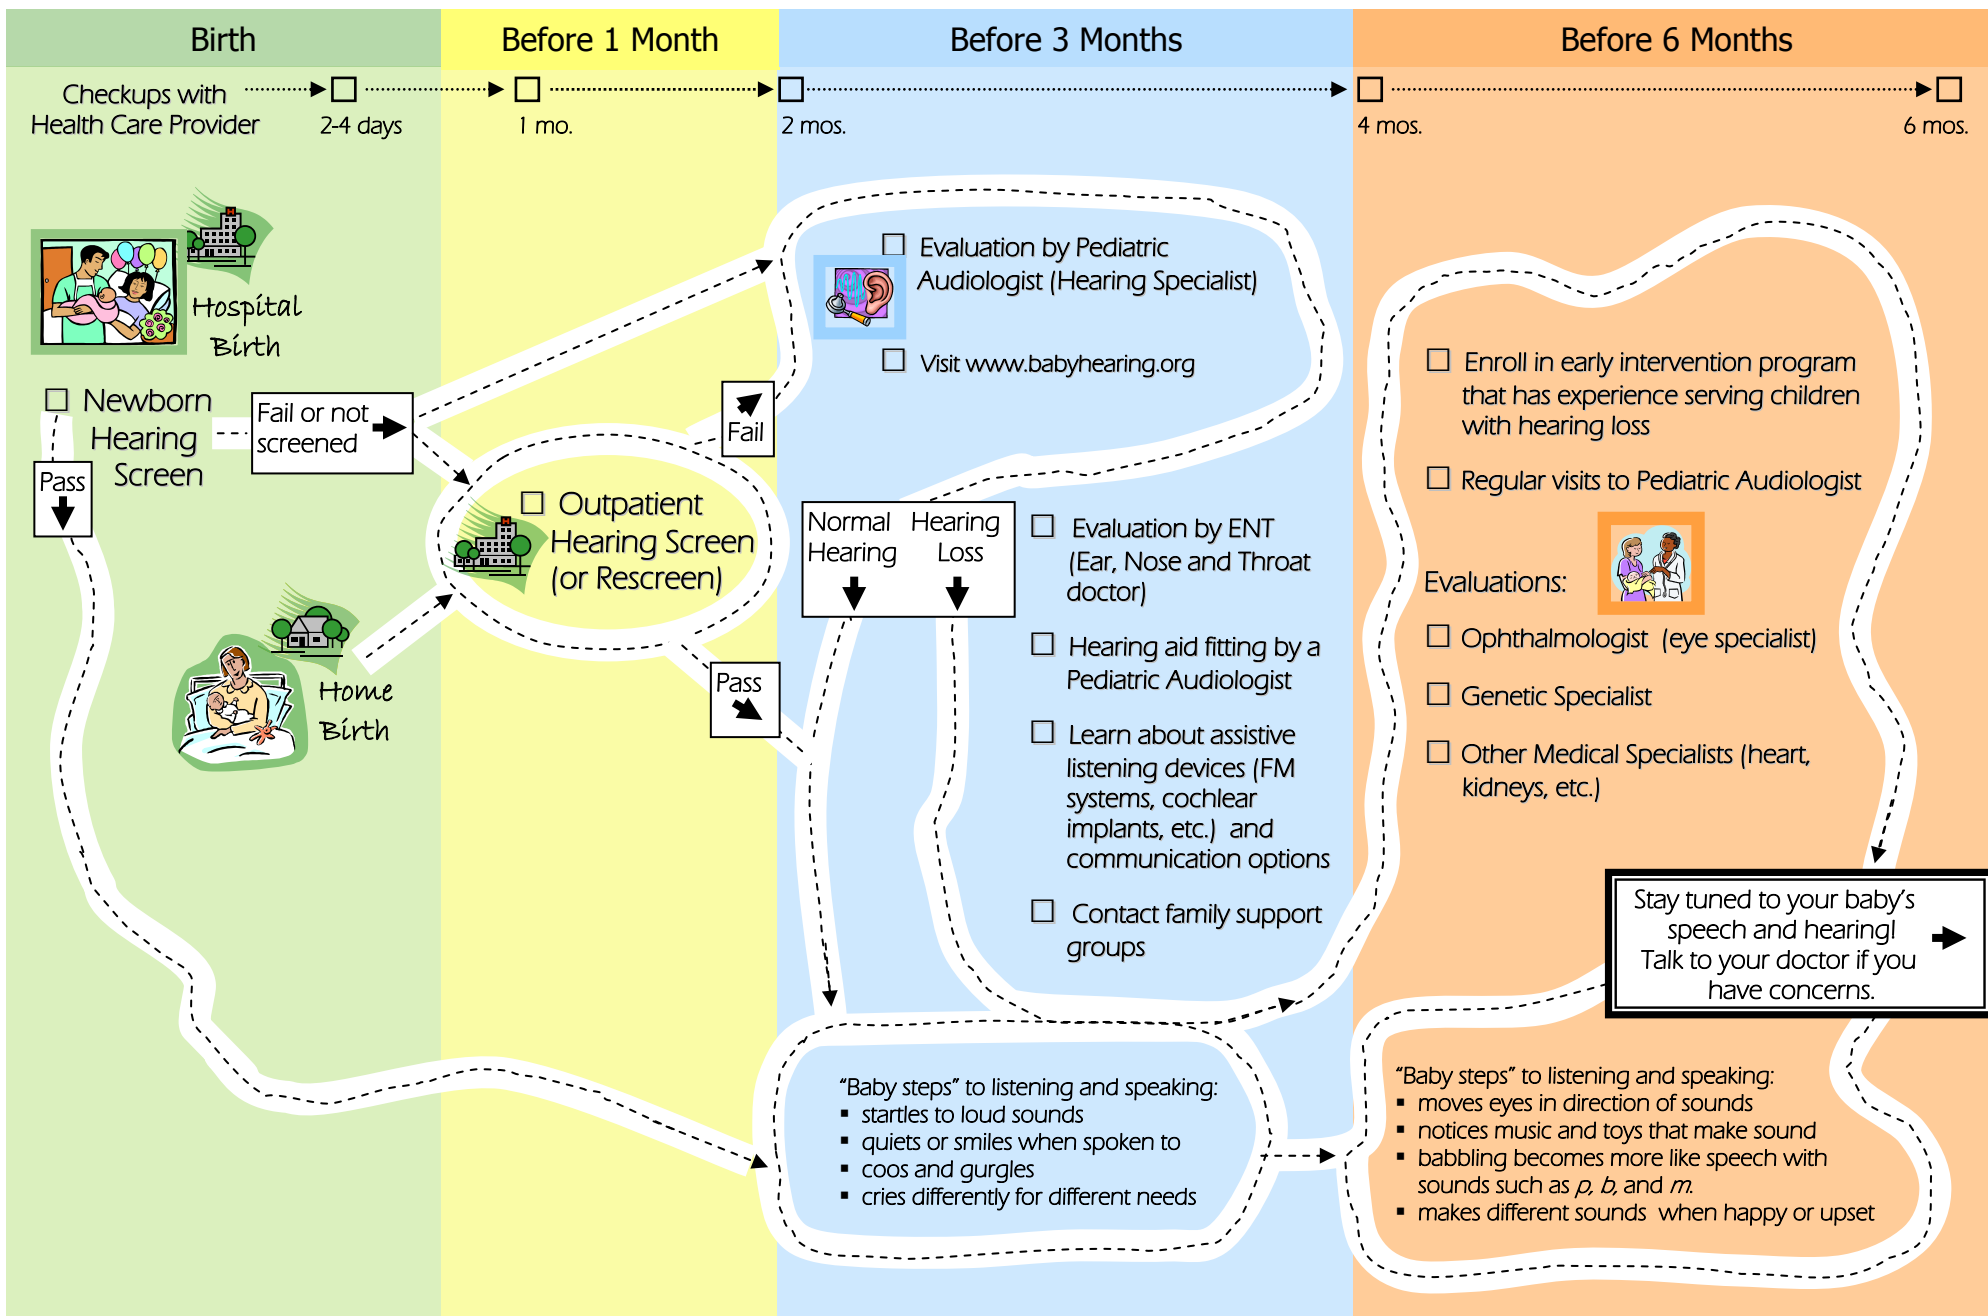 Birth
Before 1 Month
Before 3 Months
Before 6 Months
Checkups with
Health Care Provider
2-4 days
1 mo.
2 mos.
4 mos.
6 mos.
Hospital
Birth
Newborn
Hearing
Screen
Pass
Fail or not
screened
Home
Birth
Outpatient
Hearing Screen
(or Rescreen)
Fail
Pass
Evaluation by Pediatric
Audiologist (Hearing Specialist)
Visit www.babyhearing.org
Normal
Hearing
Hearing
Loss
Evaluation by ENT
(Ear, Nose and Throat
doctor)
Hearing aid fitting by a
Pediatric Audiologist
Learn about assistive
listening devices (FM
systems, cochlear
implants, etc.) and
communication options
Contact family support
groups
"Baby steps" to listening and speaking:
▪ startles to loud sounds
▪ quiets or smiles when spoken to
▪ coos and gurgles
▪ cries differently for different needs
Enroll in early intervention program
that has experience serving children
with hearing loss
Regular visits to Pediatric Audiologist
Evaluations:
Ophthalmologist (eye specialist)
Genetic Specialist
Other Medical Specialists (heart,
kidneys, etc.)
Stay tuned to your baby's
speech and hearing!
Talk to your doctor if you
have concerns.
"Baby steps" to listening and speaking:
▪ moves eyes in direction of sounds
▪ notices music and toys that make sound
▪ babbling becomes more like speech with
sounds such as p, b, and m.
▪ makes different sounds when happy or upset